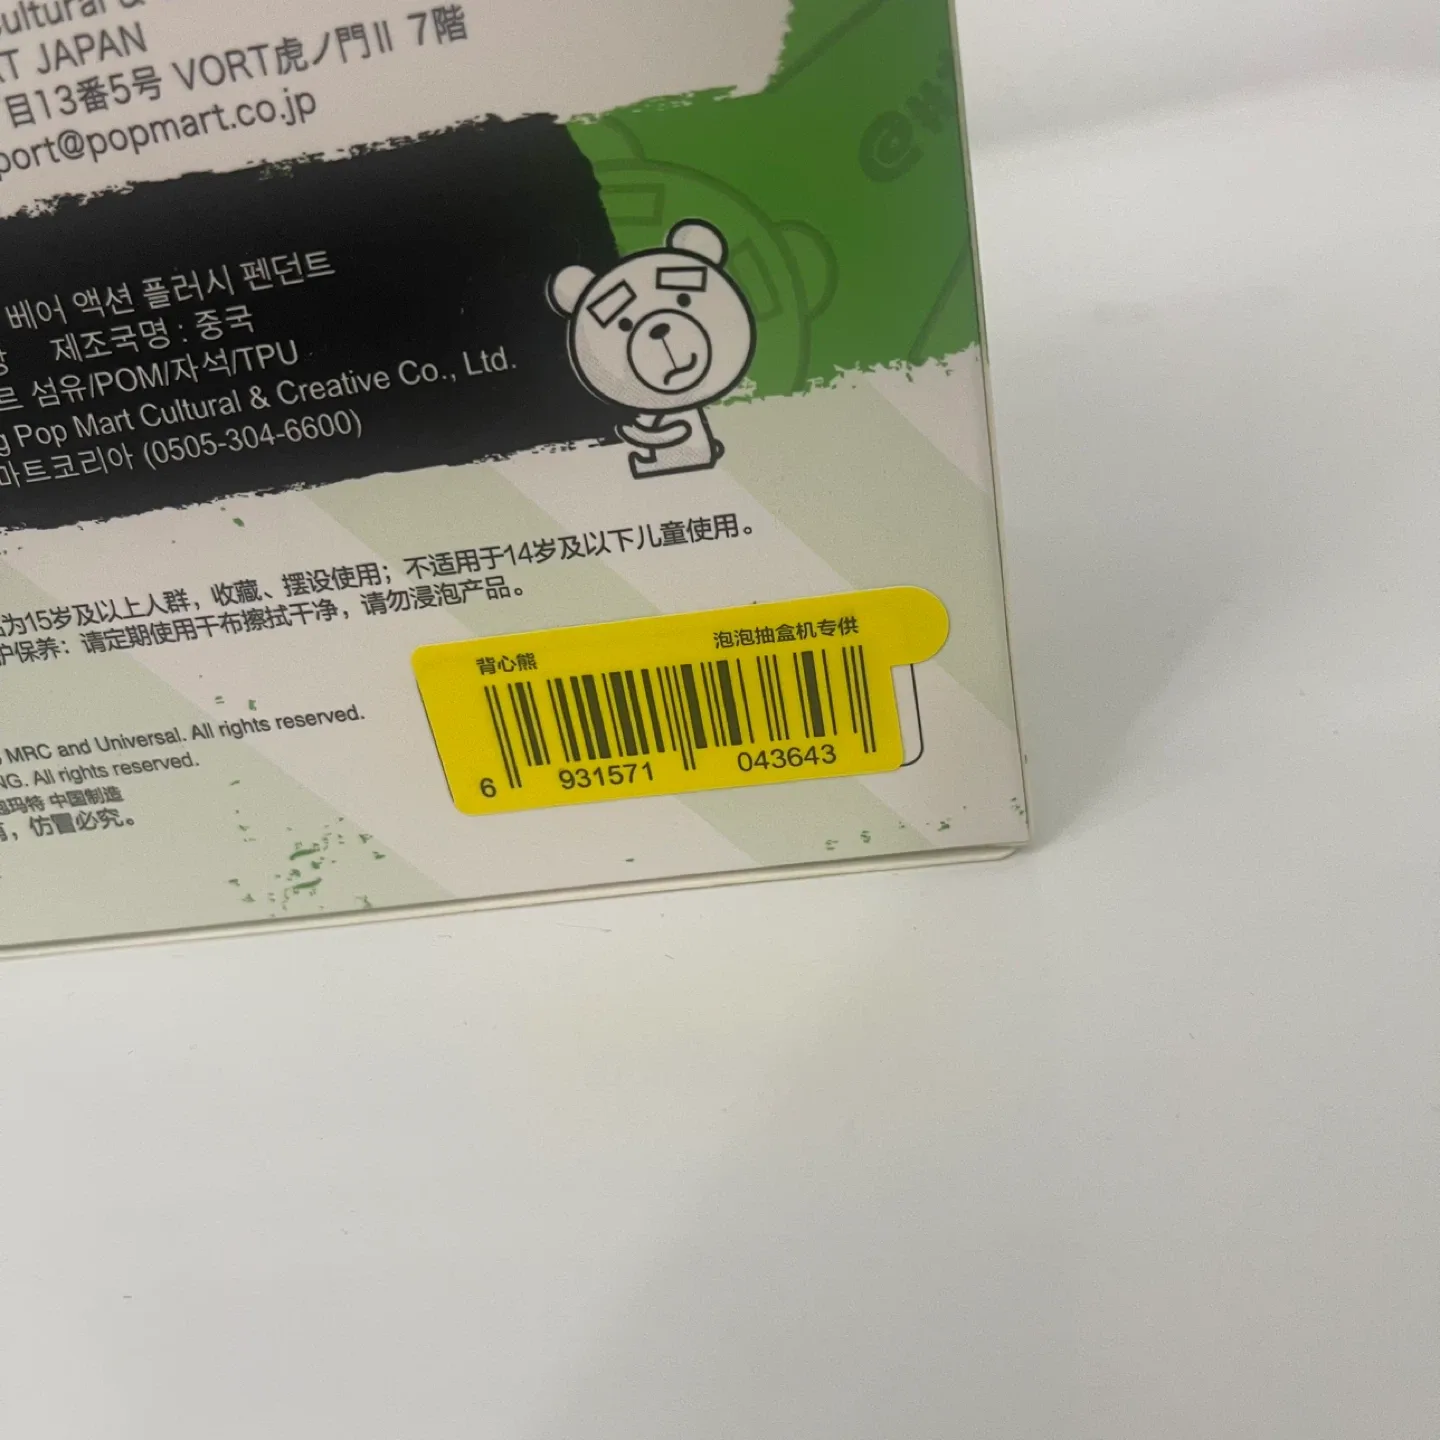 T JAPAN
目13番5号 VORT虎ノ門Ⅱ 7階
port@popmart.co.jp
베어 액션 플러시 펜던트
제조국명 : 중국
섬유/POM/자석/TPU
Pop Mart Cultural & Creative Co., Ltd.
마트코리아 (0505-304-6600)
为15岁及以上人群，收藏、摆设使用；不适用于14岁及以下儿童使用。
护保养：请定期使用干布擦拭干净，请勿浸泡产品。
背心熊 泡泡抽盒机专供
6 931571 043643
MRC and Universal. All rights reserved.
NG. All rights reserved.
泡玛特 中国制造
，仿冒必究。